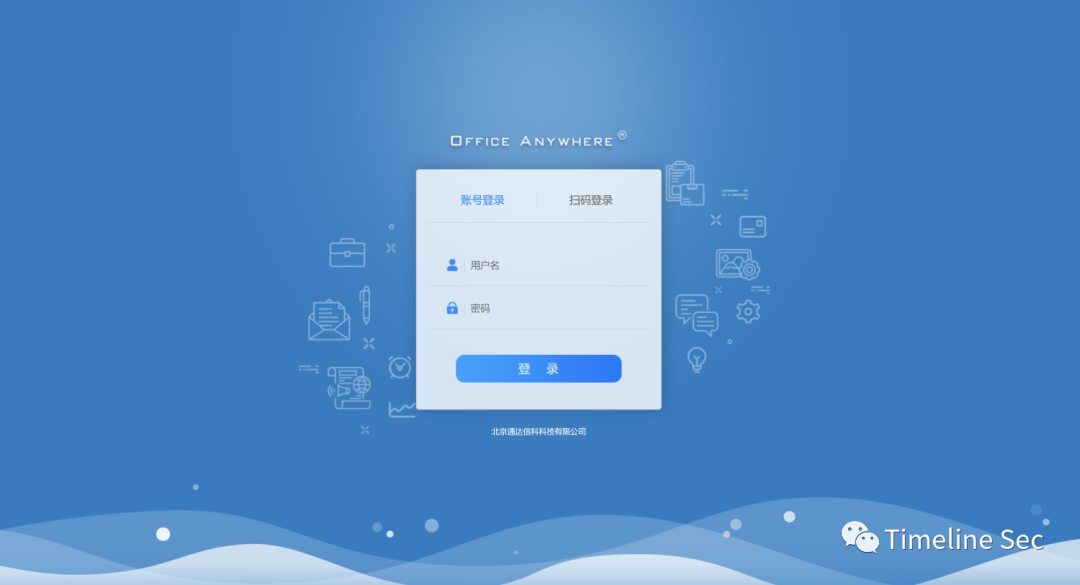 OFFICE ANYWHERE®
账号登录
扫码登录
用户名
密码
登 录
北京通达信科科技有限公司
Timeline Sec